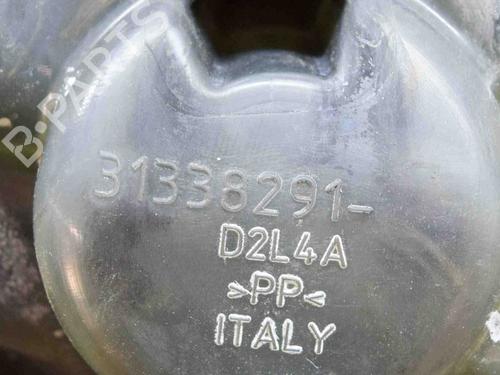 B-PARTS
31338291-
D2L4A
>PP<
ITALY